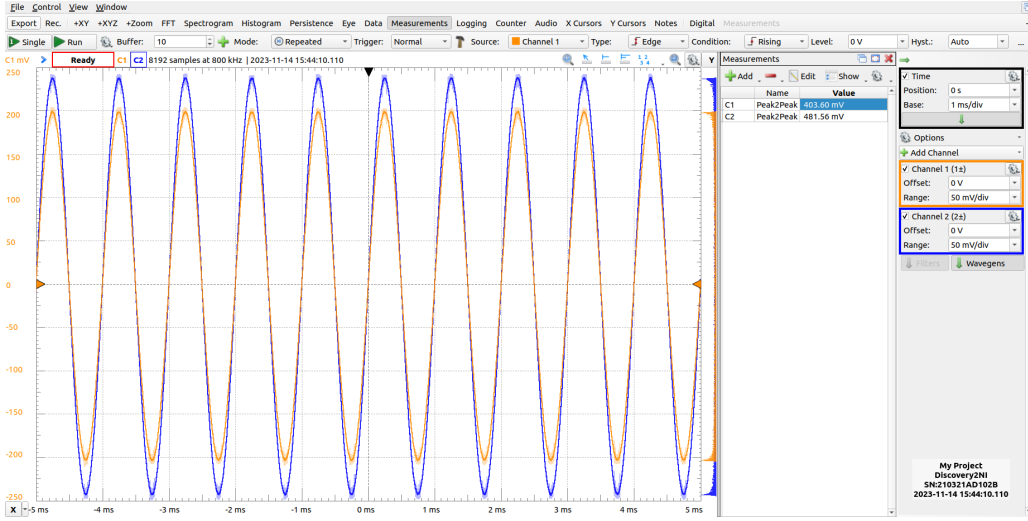 File Control View Window
Export Rec. +XY +XYZ +Zoom FFT Spectrogram Histogram Persistence Eye Data Measurements Logging Counter Audio X Cursors Y Cursors Notes Digital Measurements
Single Run Buffer: 10 Mode: Repeated Trigger: Normal Source: Channel 1 Type: Edge Condition: Rising Level: 0 V Hyst.: Auto ...
C1 mV Ready C1 C2 8192 samples at 800 kHz | 2023-11-14 15:44:10.110 Y
250
200
150
100
50
0
-50
-100
-150
-200
-250
X -5 ms -4 ms -3 ms -2 ms -1 ms 0 ms 1 ms 2 ms 3 ms 4 ms 5 ms
Measurements
Add Edit Show
Name Value
C1 Peak2Peak 403.60 mV
C2 Peak2Peak 481.56 mV
Time
Position: 0 s
Base: 1 ms/div
Options
Add Channel
Channel 1 (1±)
Offset: 0 V
Range: 50 mV/div
Channel 2 (2±)
Offset: 0 V
Range: 50 mV/div
Filters Wavegens
My Project
Discovery2NI
SN:210321AD102B
2023-11-14 15:44:10.110